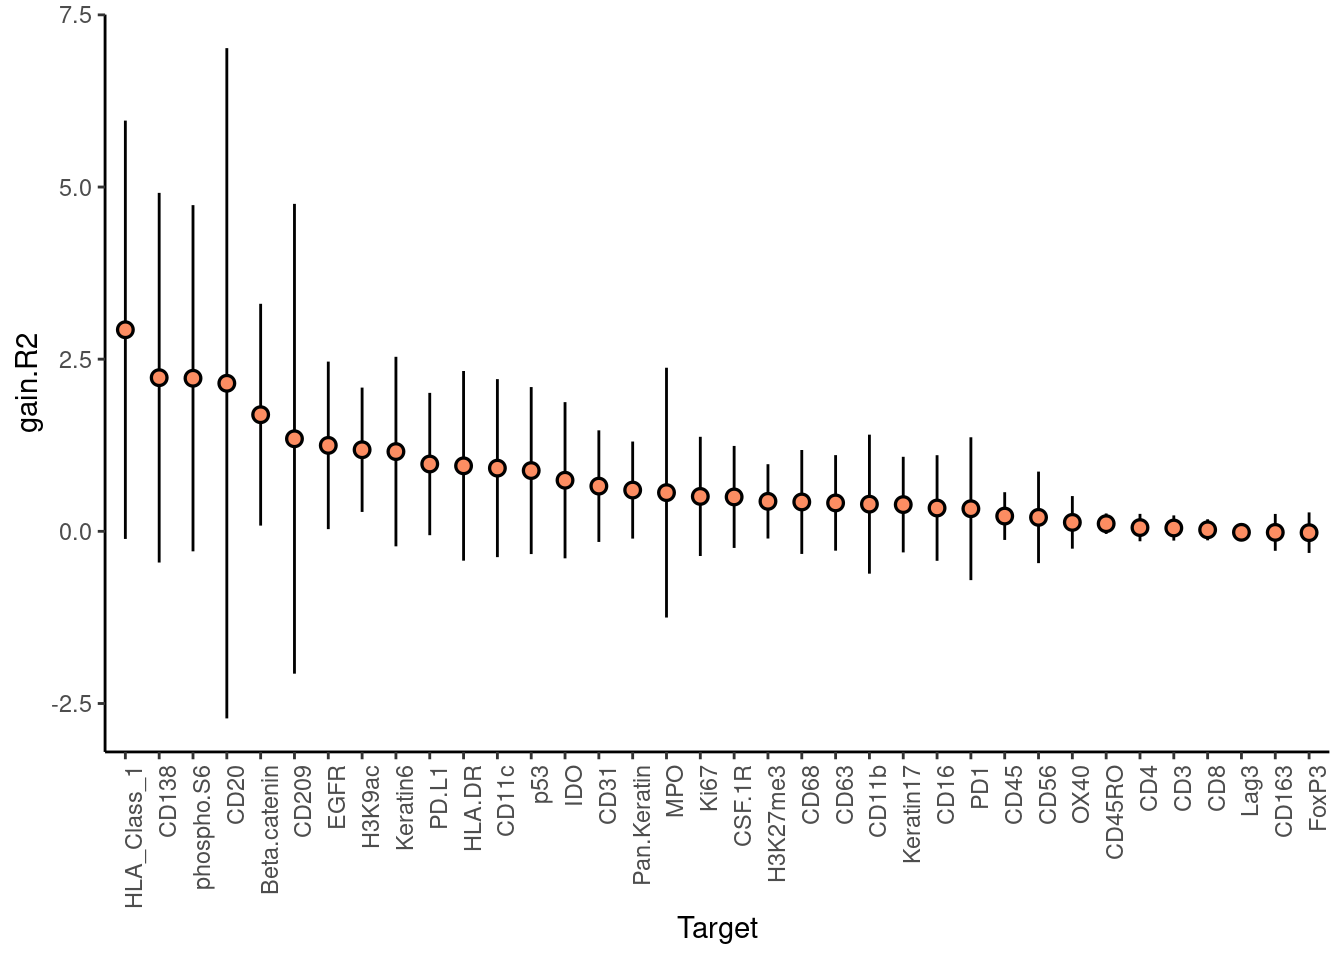 7.5
5.0
2.5
0.0
-2.5
gain.R2
HLA_Class_1
CD138
phospho.S6
CD20
Beta.catenin
CD209
EGFR
H3K9ac
Keratin6
PD.L1
HLA.DR
CD11c
p53
IDO
CD31
Pan.Keratin
MPO
Ki67
CSF.1R
H3K27me3
CD68
CD63
CD11b
Keratin17
CD16
PD1
CD45
CD56
OX40
CD45RO
CD4
CD3
CD8
Lag3
CD163
FoxP3
Target